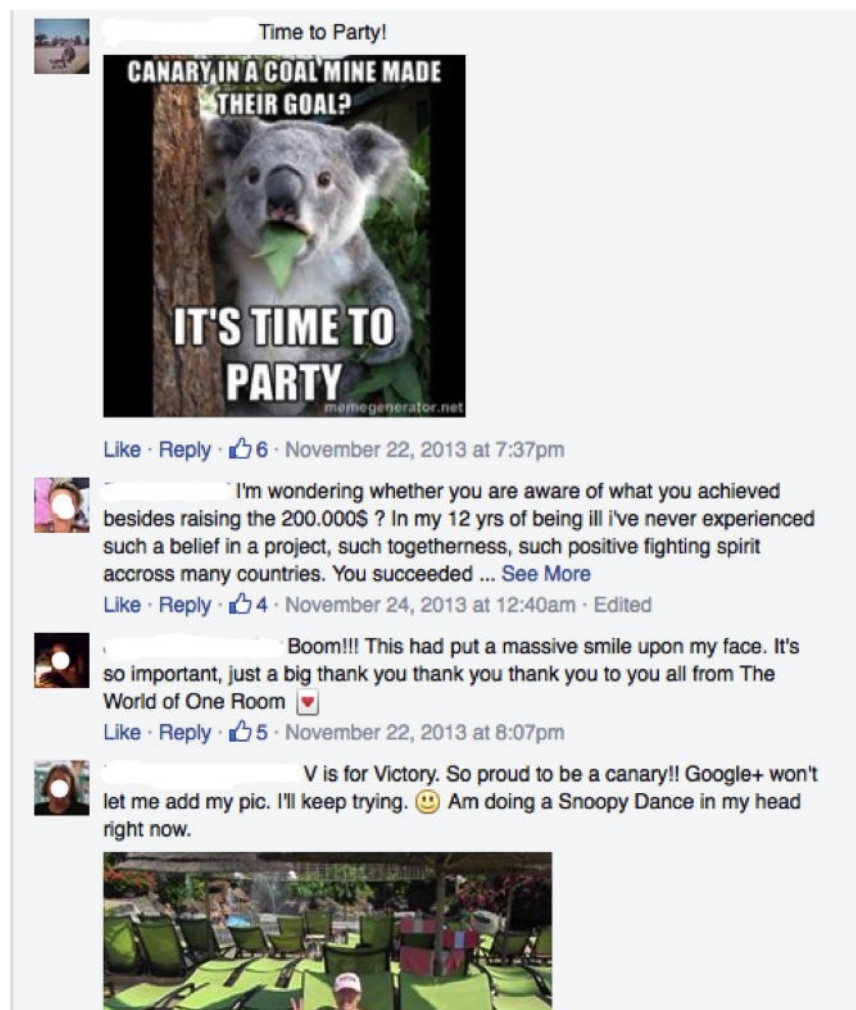 Time to Party!
CANARY IN A COAL MINE MADE
THEIR GOAL?
IT'S TIME TO
PARTY
memegenerator.net
Like · Reply · 6 · November 22, 2013 at 7:37pm
I'm wondering whether you are aware of what you achieved
besides raising the 200.000$ ? In my 12 yrs of being ill i've never experienced
such a belief in a project, such togetherness, such positive fighting spirit
accross many countries. You succeeded ... See More
Like · Reply · 4 · November 24, 2013 at 12:40am · Edited
Boom!!! This had put a massive smile upon my face. It's
so important, just a big thank you thank you thank you to you all from The
World of One Room
Like · Reply · 5 · November 22, 2013 at 8:07pm
V is for Victory. So proud to be a canary!! Google+ won't
let me add my pic. I'll keep trying. Am doing a Snoopy Dance in my head
right now.